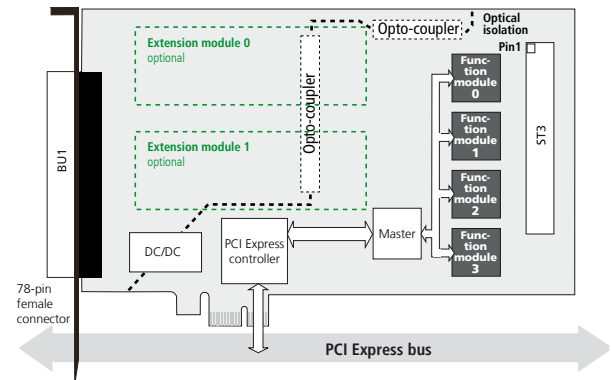 Opto-coupler
Optical
isolation
Pin1
Extension module 0
optional
Opto-coupler
Func-
tion
module
0
BU1
Extension module 1
optional
Func-
tion
module
1
ST3
Func-
tion
module
2
DC/DC
PCI Express
controller
Master
Func-
tion
module
3
78-pin
female
connector
PCI Express bus